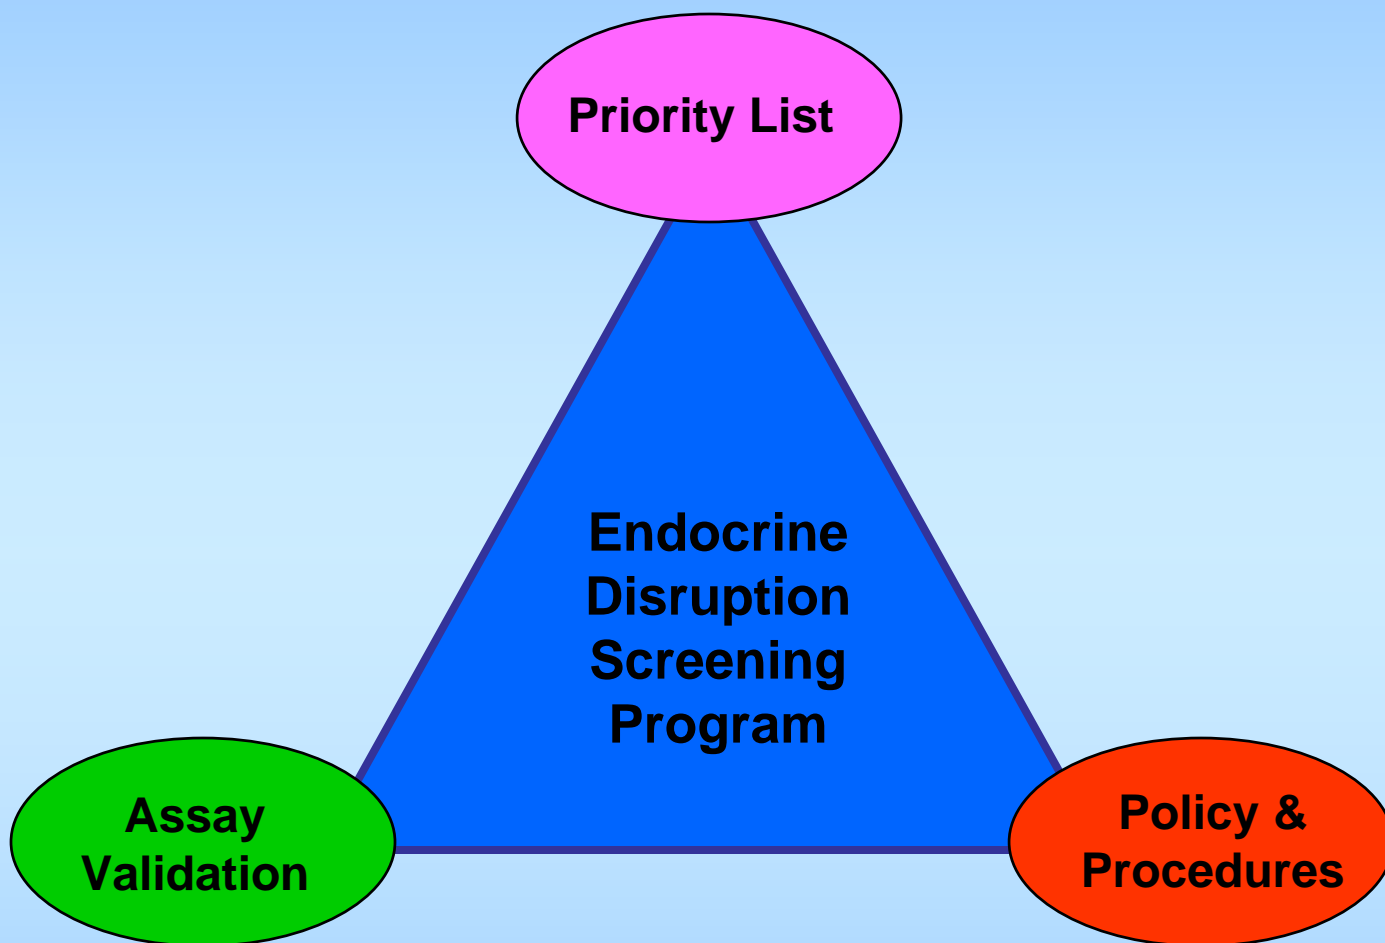 Priority List
Endocrine
Disruption
Screening
Program
Assay
Validation
Policy &
Procedures